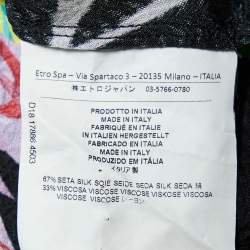 Etro Spa – Via Spartaco 3 – 20135 Milano – ITALIA
㈱エトロジャパン 03-5766-0780
PRODOTTO IN ITALIA
MADE IN ITALY
FABRIQUÉ EN ITALIE
IN ITALIEN HERGESTELLT
FABRICADO EN ITALIA
MADE IN ITALY
PRODUZIDO EM ITÁLIA
イタリア製
67% SETA SILK SOIE SEIDE SEDA SILK SEDA 絹
33% VISCOSA VISCOSE VISCOSE VISKOSE VISCOSA VISCOSE VISCOSE レーヨン
D18 17886 4503